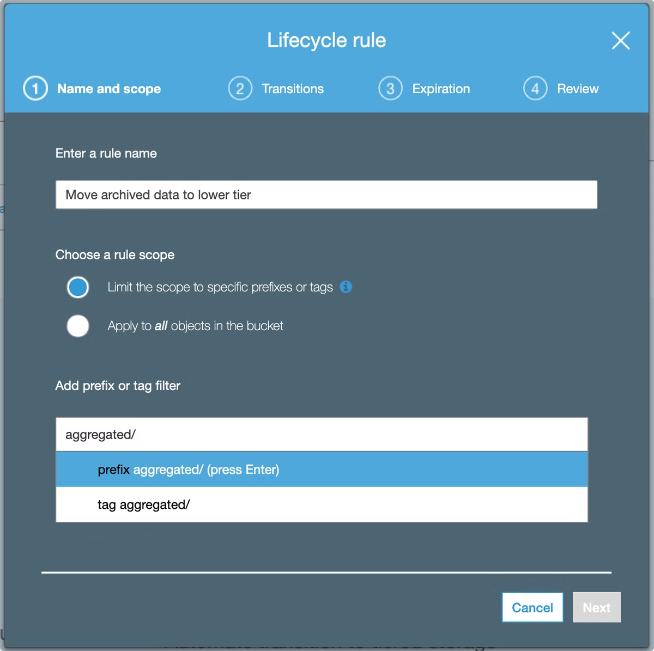 Lifecycle rule
1 Name and scope 2 Transitions 3 Expiration 4 Review
Enter a rule name
Move archived data to lower tier
Choose a rule scope
Limit the scope to specific prefixes or tags
Apply to all objects in the bucket
Add prefix or tag filter
aggregated/
prefix aggregated/ (press Enter)
tag aggregated/
Cancel Next